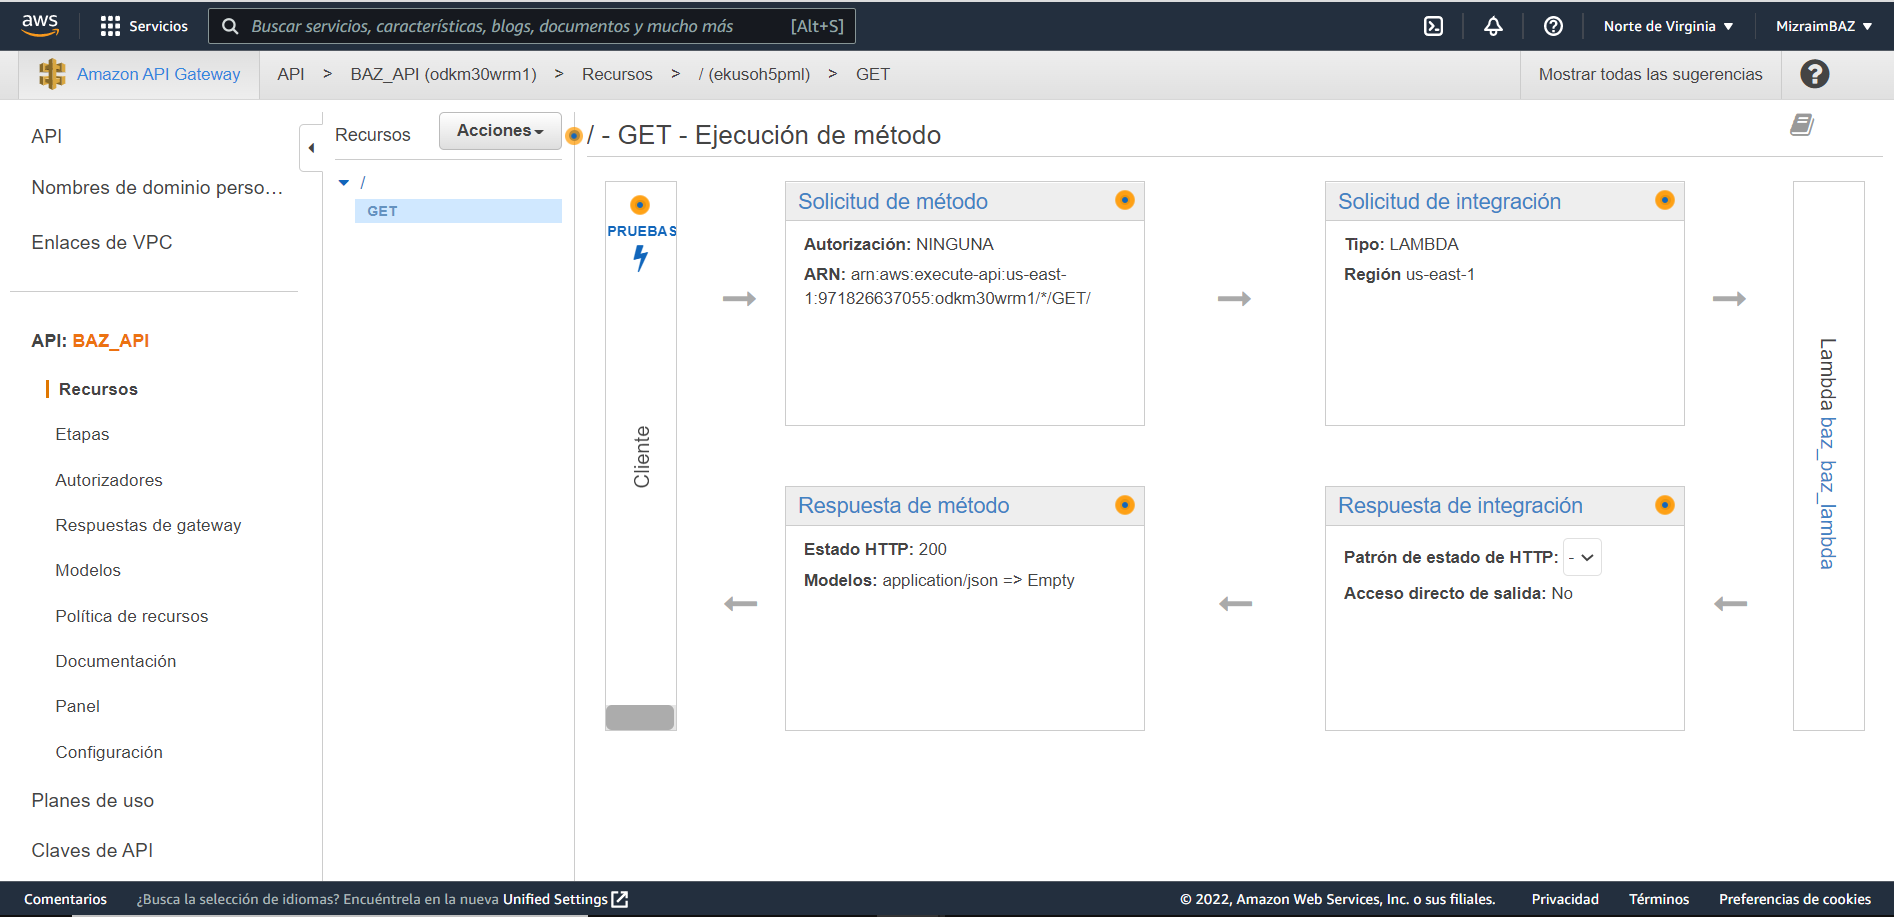 aws
Servicios
Buscar servicios, características, blogs, documentos y mucho más
[Alt+S]
Norte de Virginia
MizraimBAZ
Amazon API Gateway
API > BAZ_API (odkm30wrm1) > Recursos > / (ekusoh5pml) > GET
Mostrar todas las sugerencias
API
Nombres de dominio perso...
Enlaces de VPC
API: BAZ_API
Recursos
Etapas
Autorizadores
Respuestas de gateway
Modelos
Política de recursos
Documentación
Panel
Configuración
Planes de uso
Claves de API
Recursos
Acciones
/
GET
/ - GET - Ejecución de método
PRUEBAS
Cliente
Solicitud de método
Autorización: NINGUNA
ARN: arn:aws:execute-api:us-east-
1:971826637055:odkm30wrm1/*/GET/
Solicitud de integración
Tipo: LAMBDA
Región us-east-1
Lambda baz_baz_lambda
Respuesta de método
Estado HTTP: 200
Modelos: application/json => Empty
Respuesta de integración
Patrón de estado de HTTP: -
Acceso directo de salida: No
Comentarios
¿Busca la selección de idiomas? Encuéntrela en la nueva Unified Settings
© 2022, Amazon Web Services, Inc. o sus filiales.
Privacidad
Términos
Preferencias de cookies